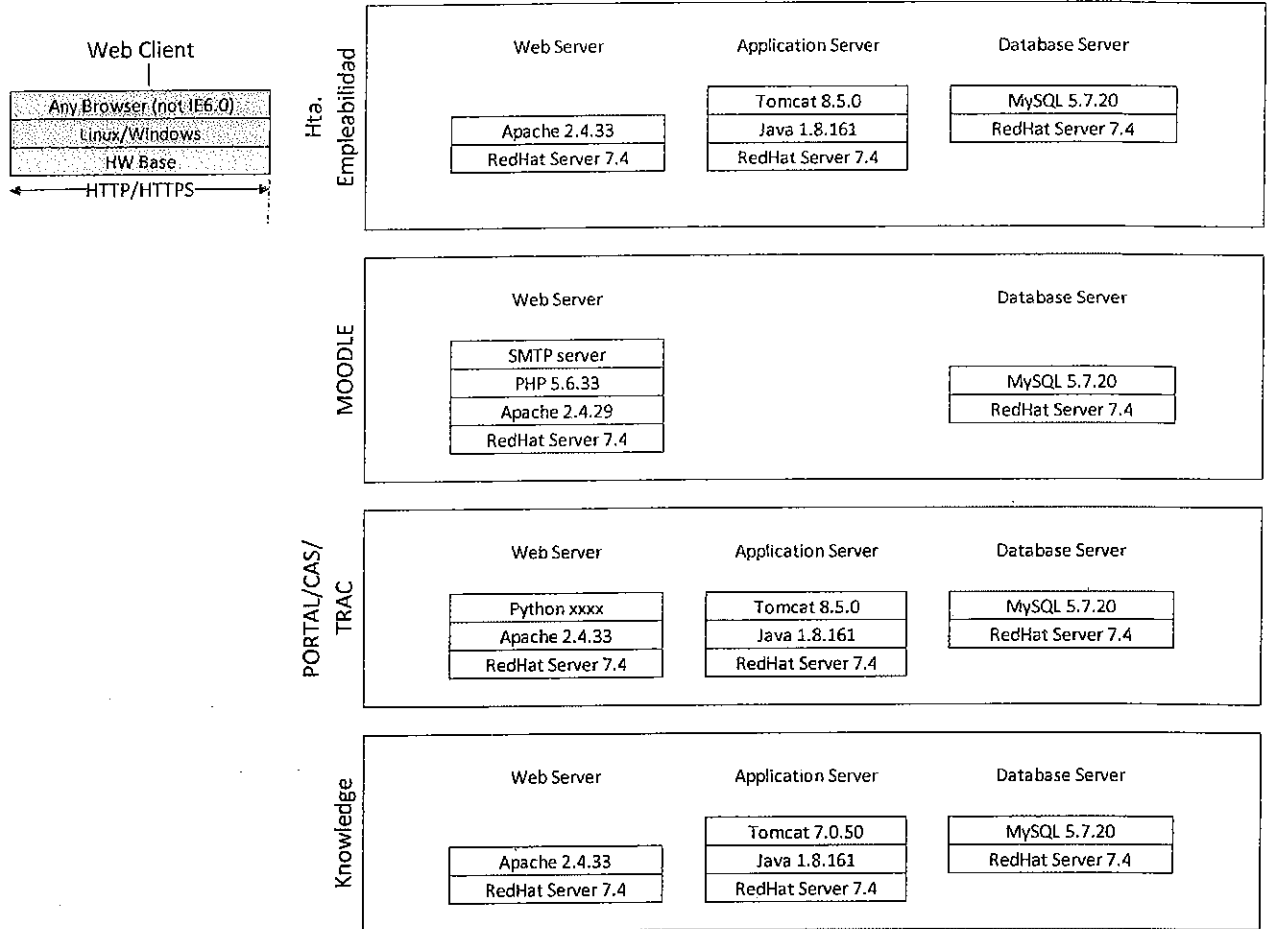 Web Client
Any Browser (not IE6.0)
Linux/Windows
HW Base
HTTP/HTTPS
Hta.
Empleabilidad
Web Server
Apache 2.4.33
RedHat Server 7.4
Application Server
Tomcat 8.5.0
Java 1.8.161
RedHat Server 7.4
Database Server
MySQL 5.7.20
RedHat Server 7.4
MOODLE
Web Server
SMTP server
PHP 5.6.33
Apache 2.4.29
RedHat Server 7.4
Database Server
MySQL 5.7.20
RedHat Server 7.4
PORTAL/CAS/
TRAC
Web Server
Python xxxx
Apache 2.4.33
RedHat Server 7.4
Application Server
Tomcat 8.5.0
Java 1.8.161
RedHat Server 7.4
Database Server
MySQL 5.7.20
RedHat Server 7.4
Knowledge
Web Server
Apache 2.4.33
RedHat Server 7.4
Application Server
Tomcat 7.0.50
Java 1.8.161
RedHat Server 7.4
Database Server
MySQL 5.7.20
RedHat Server 7.4